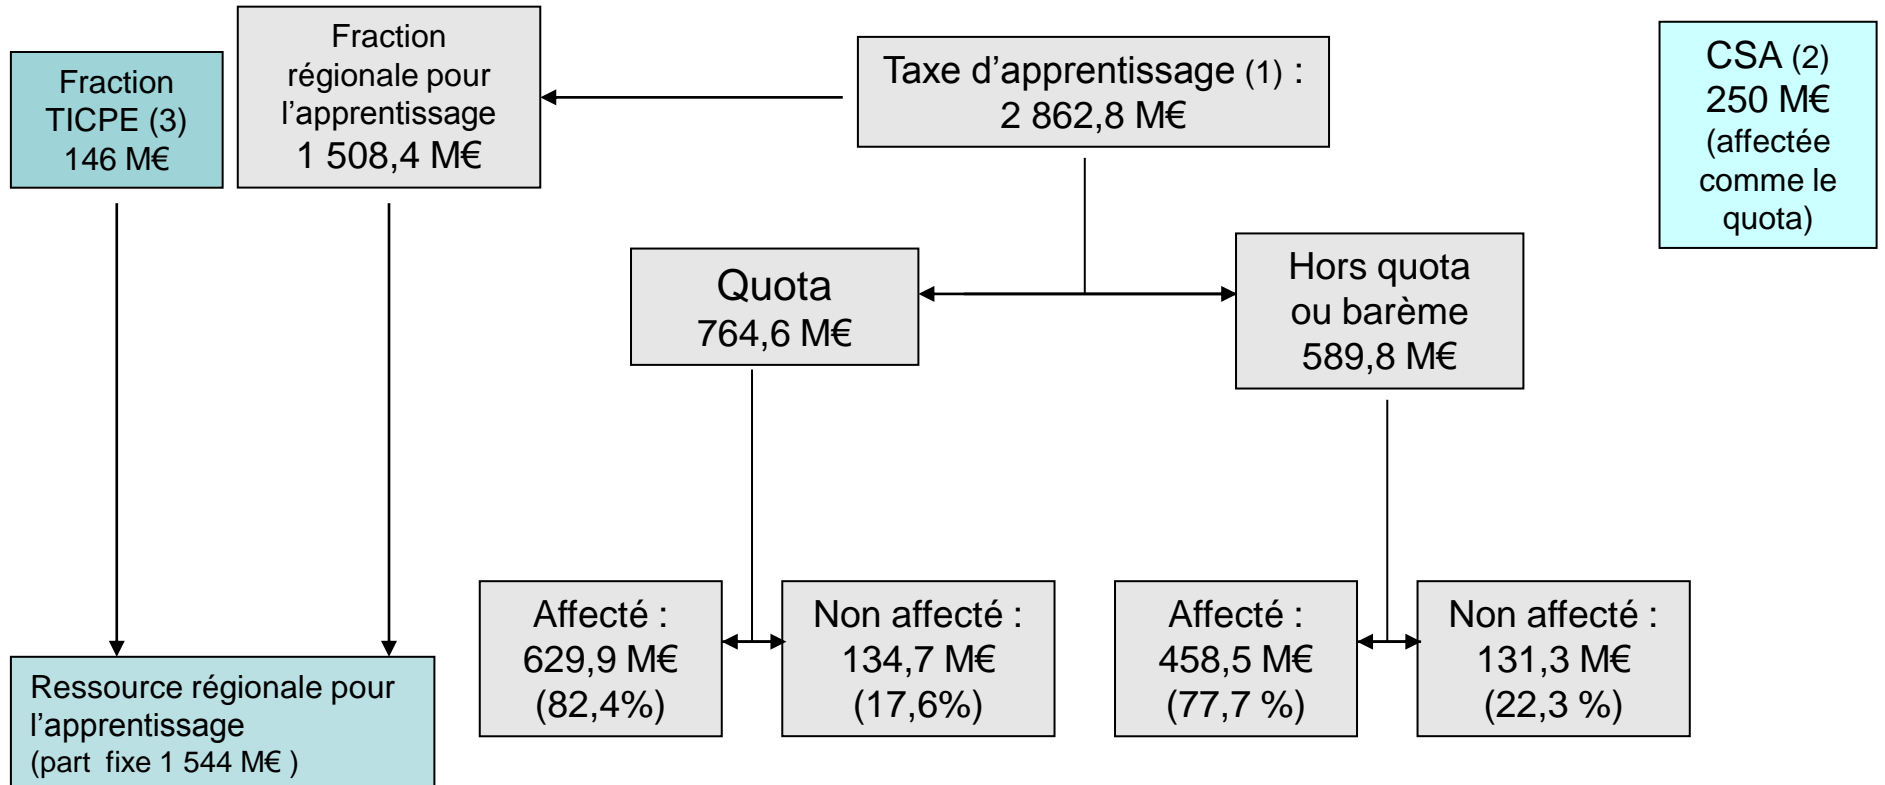 Fraction
TICPE (3)
146 M€
Fraction
régionale pour
l’apprentissage
1 508,4 M€
Taxe d’apprentissage (1) :
2 862,8 M€
CSA (2)
250 M€
(affectée
comme le
quota)
Quota
764,6 M€
Hors quota
ou barème
589,8 M€
Affecté :
629,9 M€
(82,4%)
Non affecté :
134,7 M€
(17,6%)
Affecté :
458,5 M€
(77,7 %)
Non affecté :
131,3 M€
(22,3 %)
Ressource régionale pour
l’apprentissage
(part fixe 1 544 M€ )